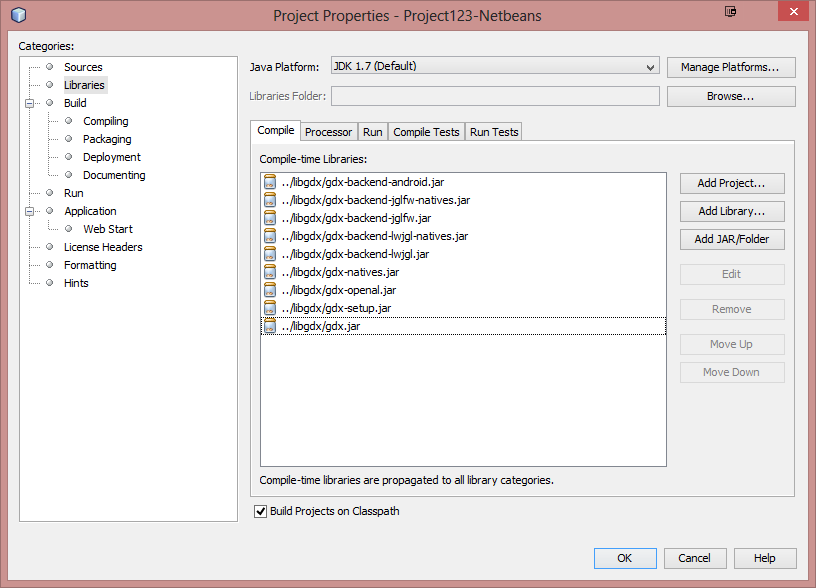 Project Properties - Project123-Netbeans
Categories:
Sources
Libraries
Build
Compiling
Packaging
Deployment
Documenting
Run
Application
Web Start
License Headers
Formatting
Hints
Java Platform: JDK 1.7 (Default) Manage Platforms...
Libraries Folder: Browse...
Compile Processor Run Compile Tests Run Tests
Compile-time Libraries:
../libgdx/gdx-backend-android.jar
../libgdx/gdx-backend-jglfw-natives.jar
../libgdx/gdx-backend-jglfw.jar
../libgdx/gdx-backend-lwjgl-natives.jar
../libgdx/gdx-backend-lwjgl.jar
../libgdx/gdx-natives.jar
../libgdx/gdx-openal.jar
../libgdx/gdx-setup.jar
../libgdx/gdx.jar
Add Project...
Add Library...
Add JAR/Folder
Edit
Remove
Move Up
Move Down
Compile-time libraries are propagated to all library categories.
Build Projects on Classpath
OK Cancel Help